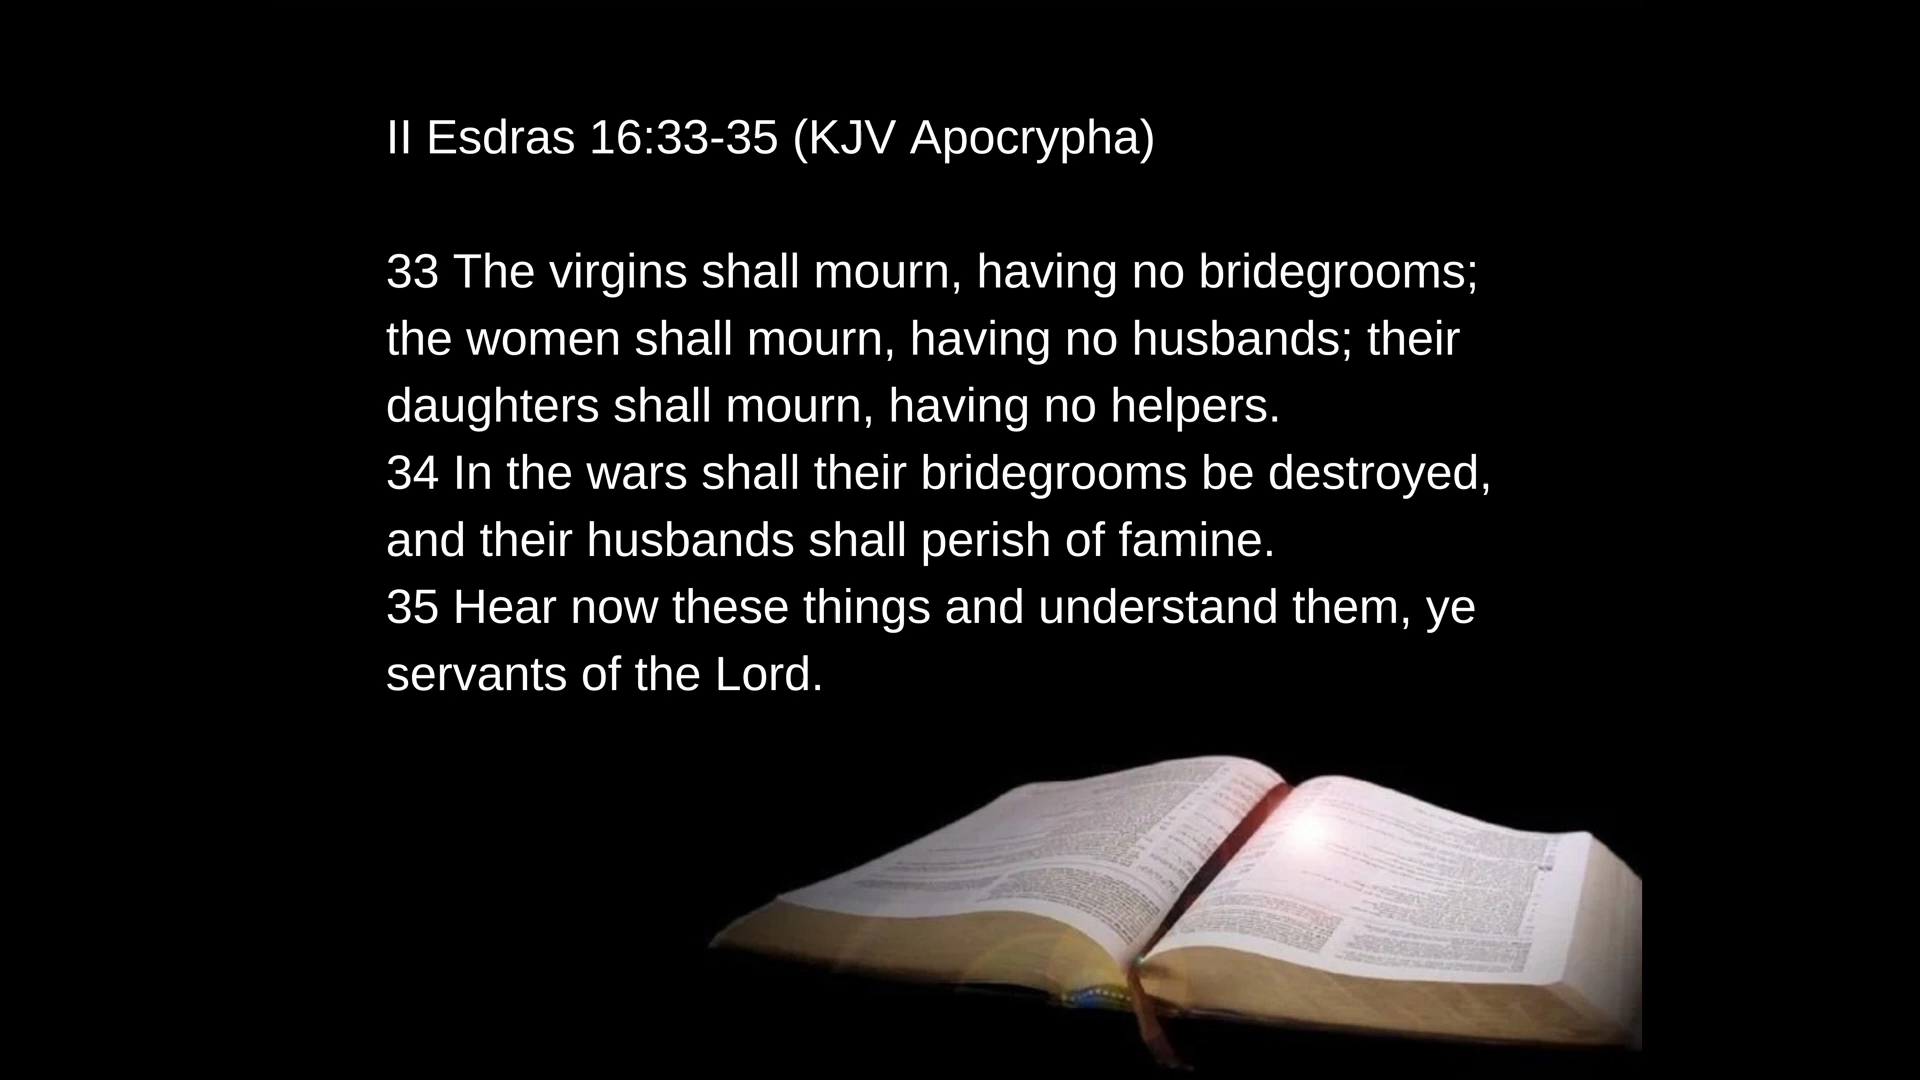 II Esdras 16:33-35 (KJV Apocrypha)
33 The virgins shall mourn, having no bridegrooms;
the women shall mourn, having no husbands; their
daughters shall mourn, having no helpers.
34 In the wars shall their bridegrooms be destroyed,
and their husbands shall perish of famine.
35 Hear now these things and understand them, ye
servants of the Lord.